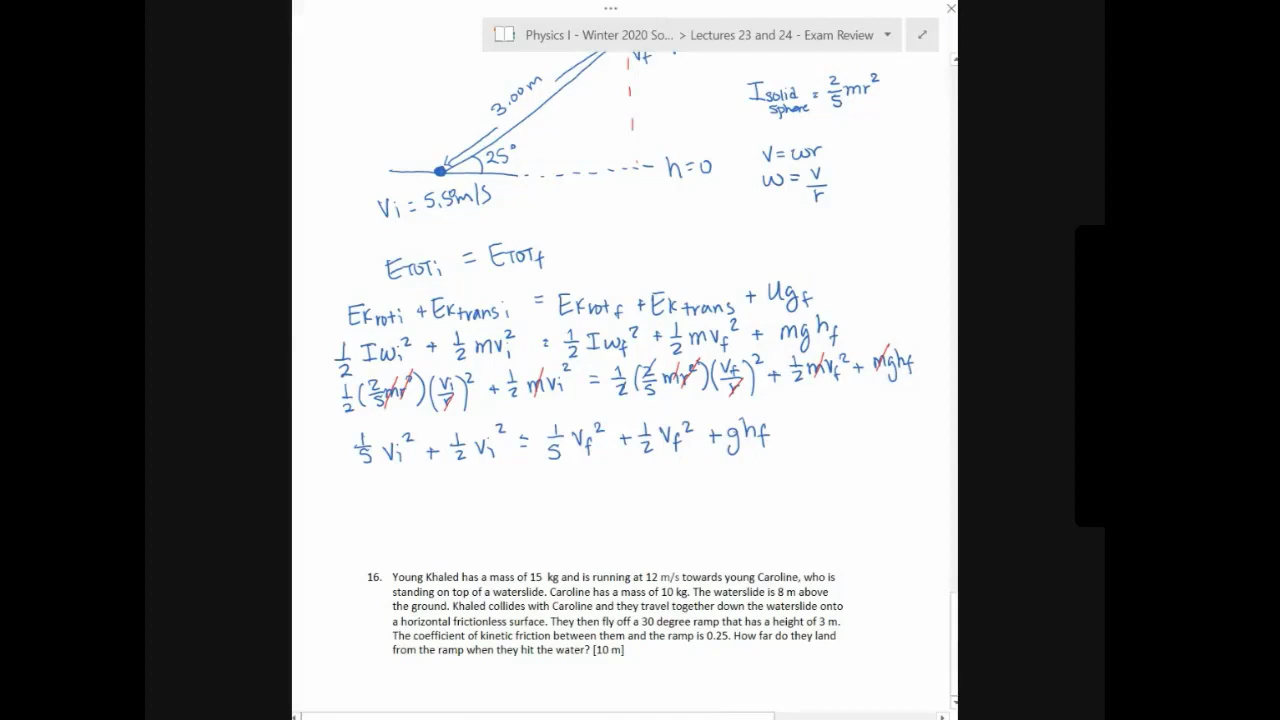 Physics I - Winter 2020 So... > Lectures 23 and 24 - Exam Review
Vf
3.00m
I solid sphere = 2/5 mr²
25°
h=0
V=ωr
ω = V/r
Vi = 5.50m/s
ETOTi = ETOTf
EKroti + EKtransi = EKrotf + EKtrans + Ugf
1/2 Iωi² + 1/2 mvi² = 1/2 Iωf² + 1/2 mvf² + mghf
1/2 (2/5 mr²)(Vi/r)² + 1/2 mvi² = 1/2 (2/5 mr²)(Vf/r)² + 1/2 mvf² + mghf
1/5 Vi² + 1/2 Vi² = 1/5 Vf² + 1/2 Vf² + ghf
16. Young Khaled has a mass of 15 kg and is running at 12 m/s towards young Caroline, who is
standing on top of a waterslide. Caroline has a mass of 10 kg. The waterslide is 8 m above
the ground. Khaled collides with Caroline and they travel together down the waterslide onto
a horizontal frictionless surface. They then fly off a 30 degree ramp that has a height of 3 m.
The coefficient of kinetic friction between them and the ramp is 0.25. How far do they land
from the ramp when they hit the water? [10 m]